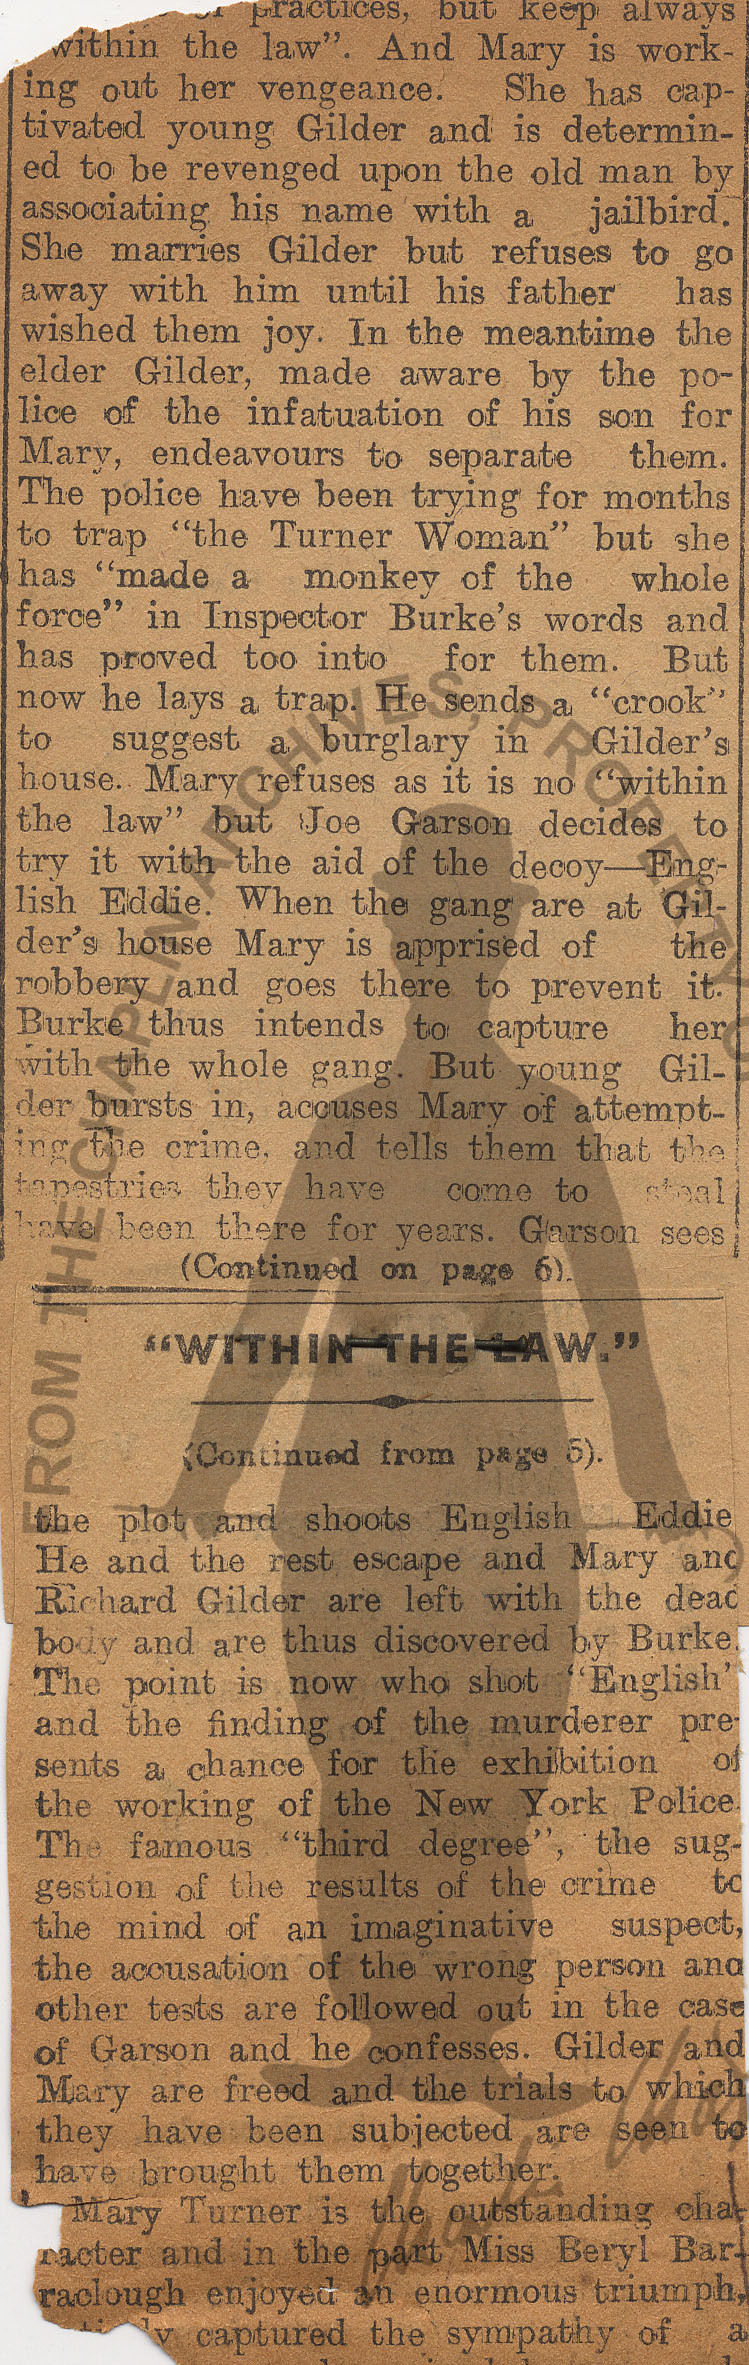 practices, but keep always
within the law". And Mary is work-
ing out her vengeance. She has cap-
tivated young Gilder and is determin-
ed to be revenged upon the old man by
associating his name with a jailbird.
She marries Gilder but refuses to go
away with him until his father has
wished them joy. In the meantime the
elder Gilder, made aware by the po-
lice of the infatuation of his son for
Mary, endeavours to separate them.
The police have been trying for months
to trap "the Turner Woman" but she
has "made a monkey of the whole
force" in Inspector Burke's words and
has proved too into for them. But
now he lays a trap. He sends a "crook"
to suggest a burglary in Gilder's
house. Mary refuses as it is no "within
the law" but Joe Garson decides to
try it with the aid of the decoy—Eng-
lish Eddie. When the gang are at Gil-
der's house Mary is apprised of the
robbery and goes there to prevent it.
Burke thus intends to capture her
with the whole gang. But young Gil-
der bursts in, accuses Mary of attempt-
ing the crime, and tells them that the
tapestries they have come to steal
have been there for years. Garson sees
(Continued on page 6).
"WITHIN THE LAW."
(Continued from page 5).
the plot and shoots English Eddie
He and the rest escape and Mary and
Richard Gilder are left with the dead
body and are thus discovered by Burke.
The point is now who shot "English'
and the finding of the murderer pre-
sents a chance for the exhibition of
the working of the New York Police.
The famous "third degree", the sug-
gestion of the results of the crime to
the mind of an imaginative suspect,
the accusation of the wrong person and
other tests are followed out in the case
of Garson and he confesses. Gilder and
Mary are freed and the trials to which
they have been subjected are seen to
have brought them together.
Mary Turner is the outstanding cha-
racter and in the part Miss Beryl Bar-
raclough enjoyed an enormous triumph,
captured the sympathy of a
FROM THE CHAPLIN ARCHIVES, PROPERTY OF